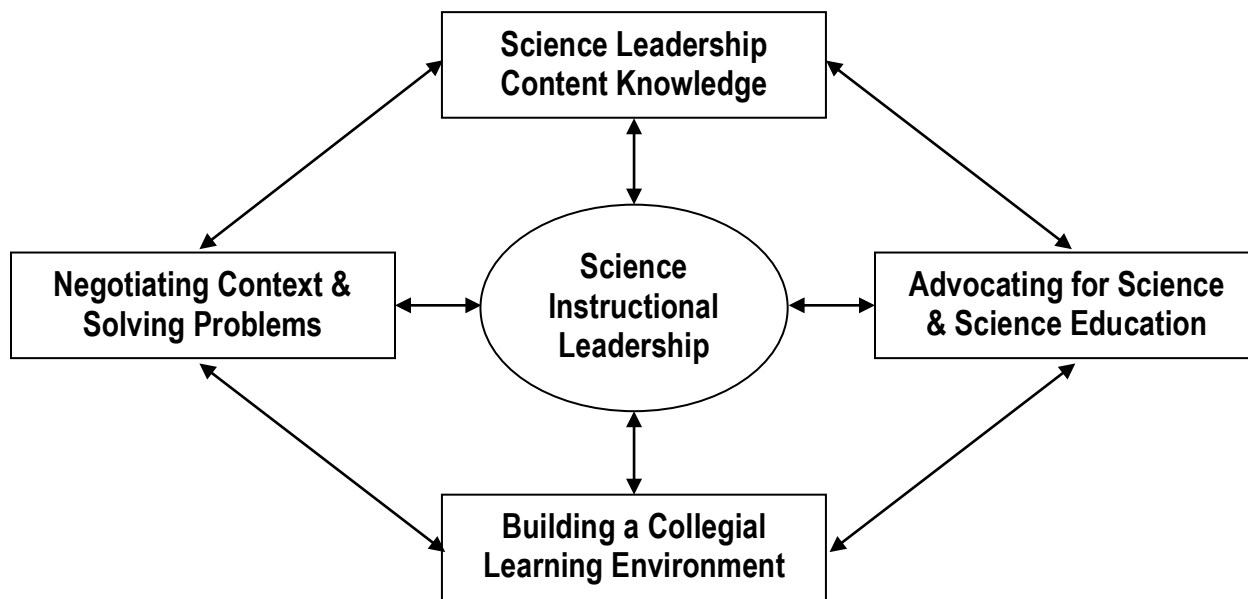 Science Leadership
Content Knowledge
Negotiating Context &
Solving Problems
Science
Instructional
Leadership
Advocating for Science
& Science Education
Building a Collegial
Learning Environment